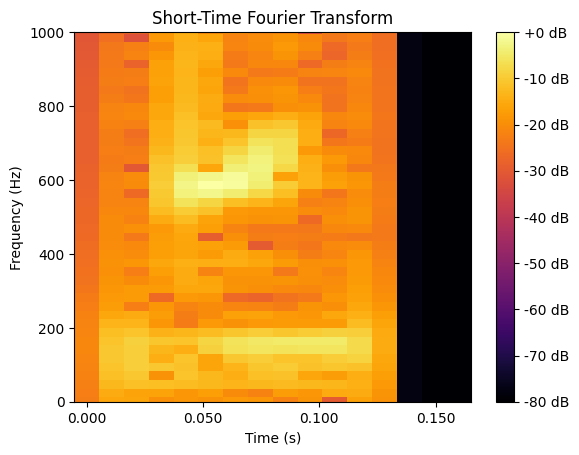 Short-Time Fourier Transform
1000
800
600
400
200
0
Frequency (Hz)
0.000
0.050
0.100
0.150
Time (s)
+0 dB
-10 dB
-20 dB
-30 dB
-40 dB
-50 dB
-60 dB
-70 dB
-80 dB